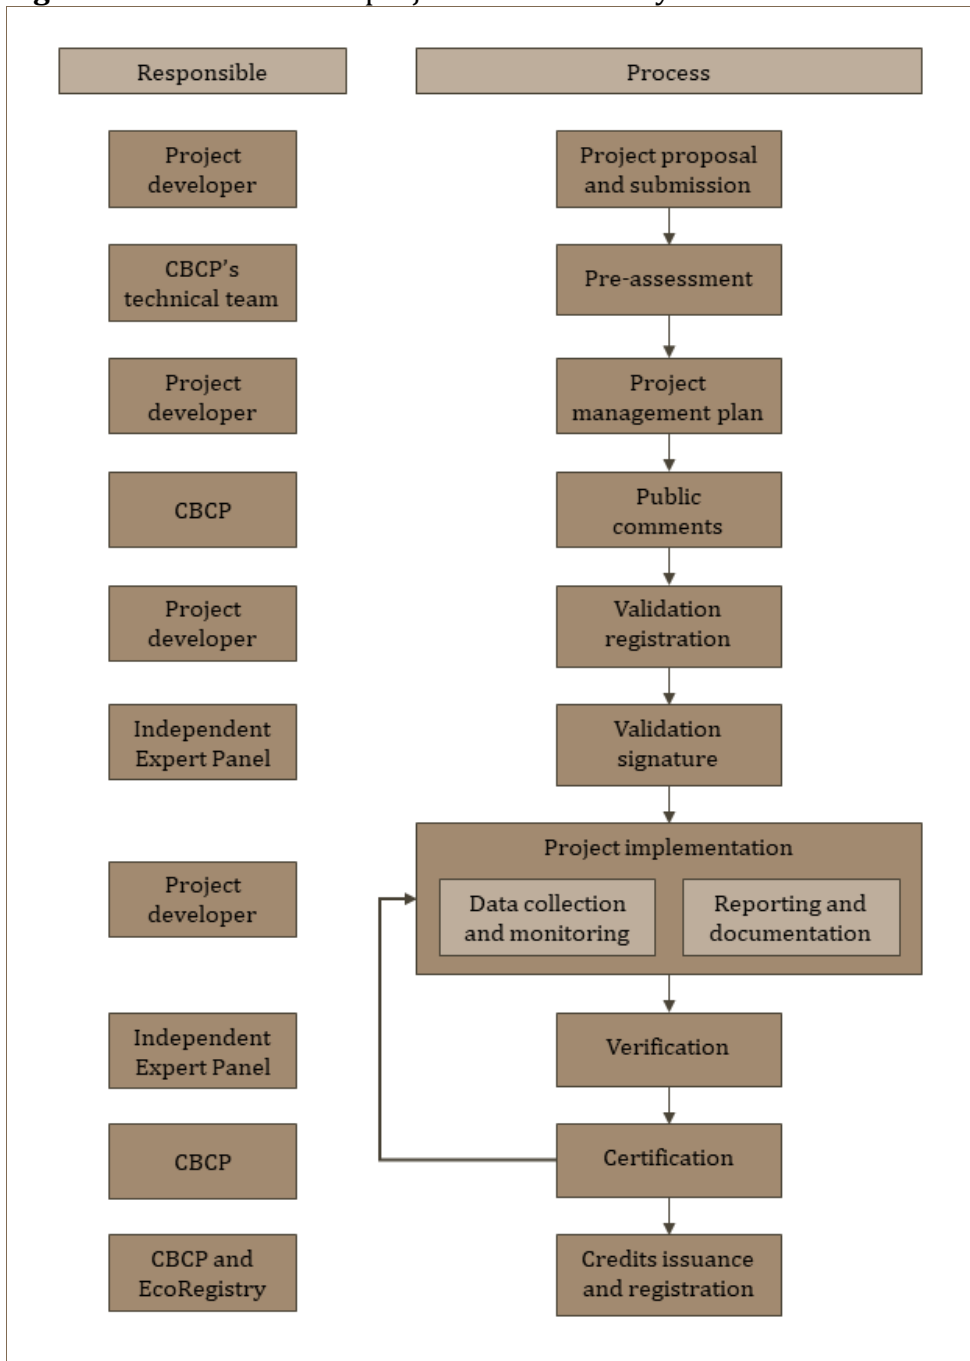 Responsible
Process
Project
developer
Project proposal
and submission
CBCP's
technical team
Pre-assessment
Project
developer
Project
management plan
CBCP
Public
comments
Project
developer
Validation
registration
Independent
Expert Panel
Validation
signature
Project implementation
Project
developer
Data collection
and monitoring
Reporting and
documentation
Independent
Expert Panel
Verification
CBCP
Certification
CBCP and
EcoRegistry
Credits issuance
and registration